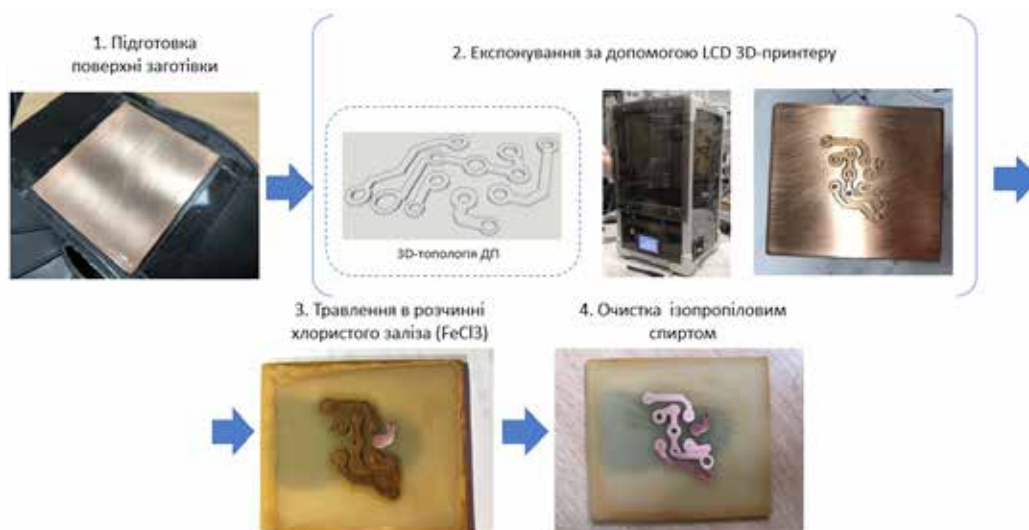 1. Підготовка
поверхні заготівки
2. Експонування за допомогою LCD 3D-принтеру
3D-топологія ДП
3. Травлення в розчинні
хлористого заліза (FeCl3)
4. Очистка ізопропіловим
спиртом